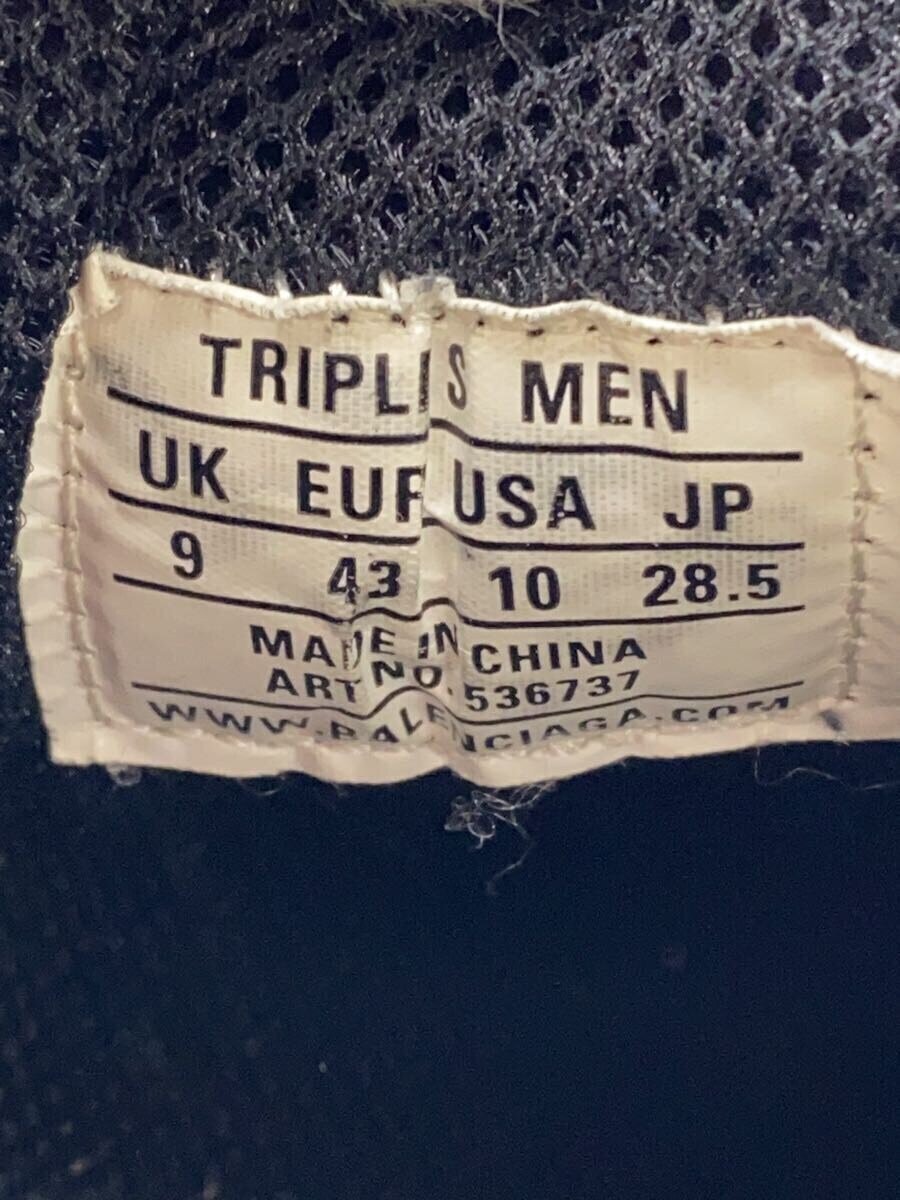 TRIPLE S MEN
UK EUR USA JP
9 43 10 28.5
MADE IN CHINA
ART NO. 536737
WWW.BALENCIAGA.COM